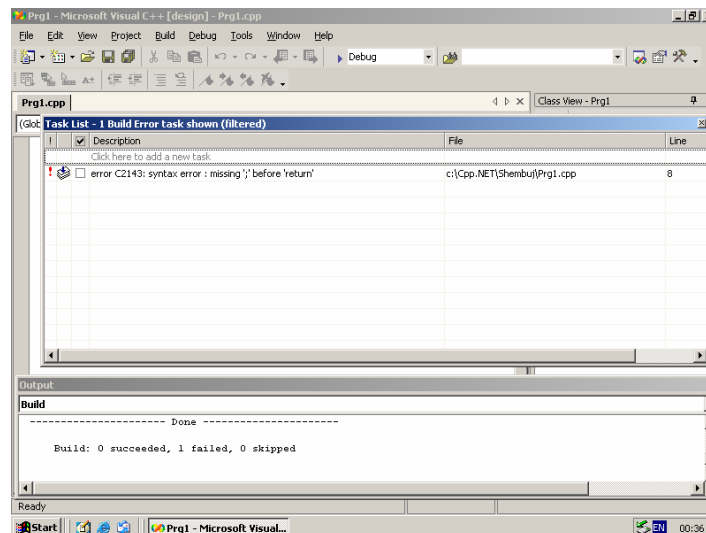 Prg1 - Microsoft Visual C++ [design] - Prg1.cpp
File Edit View Project Build Debug Tools Window Help
Debug
Prg1.cpp
Class View - Prg1
(Glob
Task List - 1 Build Error task shown (filtered)
! Description File Line
Click here to add a new task
! error C2143: syntax error : missing ';' before 'return' c:\Cpp.NET\Shembuj\Prg1.cpp 8
Output
Build
---------------------- Done ----------------------
Build: 0 succeeded, 1 failed, 0 skipped
Ready
Start Prg1 - Microsoft Visual... EN 00:36